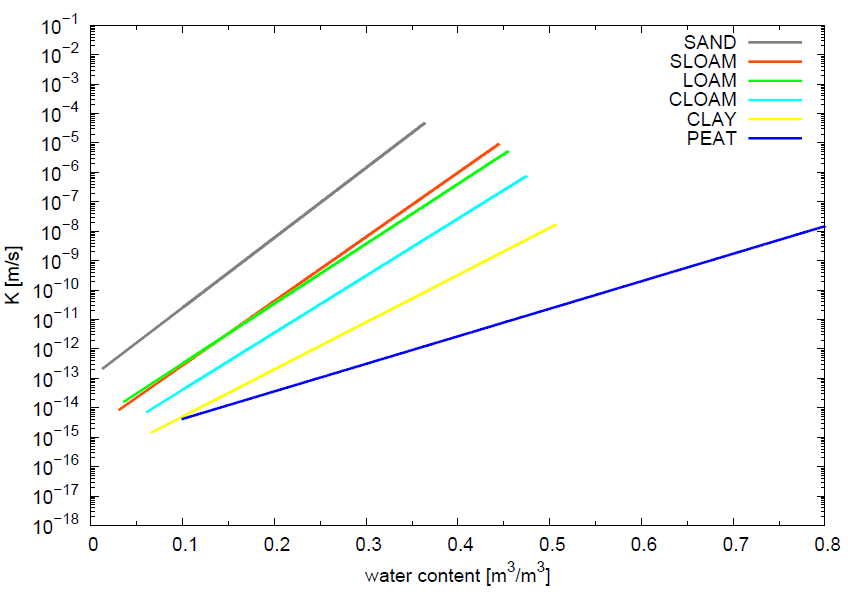 10⁻¹
10⁻²
10⁻³
10⁻⁴
10⁻⁵
10⁻⁶
10⁻⁷
10⁻⁸
10⁻⁹
10⁻¹⁰
10⁻¹¹
10⁻¹²
10⁻¹³
10⁻¹⁴
10⁻¹⁵
10⁻¹⁶
10⁻¹⁷
10⁻¹⁸
K [m/s]
SAND
SLOAM
LOAM
CLOAM
CLAY
PEAT
0 0.1 0.2 0.3 0.4 0.5 0.6 0.7 0.8
water content [m³/m³]